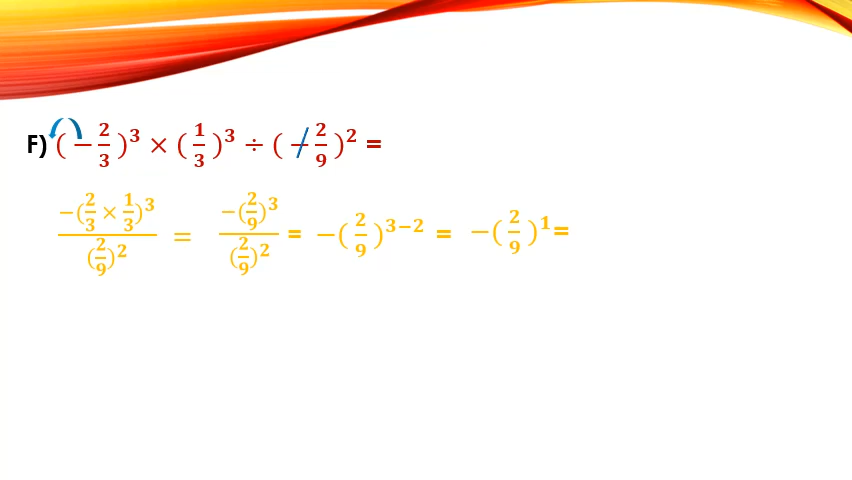 F) (−2/3)³ × (1/3)³ ÷ (−2/9)² =
−(2/3 × 1/3)³/(2/9)² = −(2/9)³/(2/9)² = −(2/9)³⁻² = −(2/9)¹=